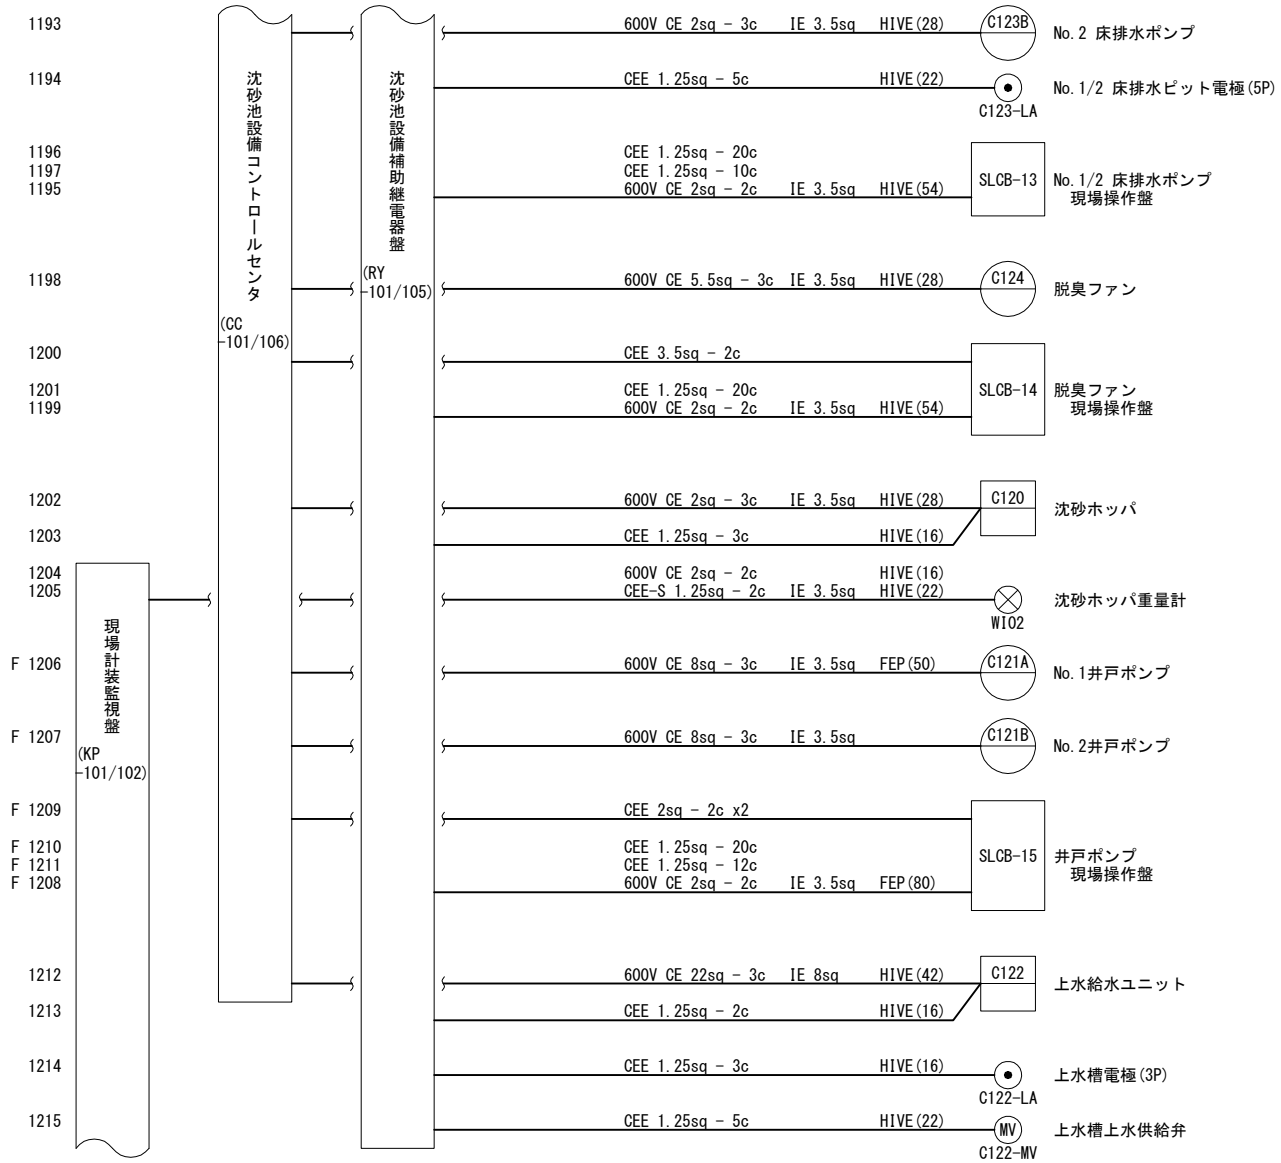 1193 600V CE 2sq - 3c IE 3.5sq HIVE(28) C123B No.2 床排水ポンプ
1194 CEE 1.25sq - 5c HIVE(22) No.1/2 床排水ピット電極(5P)
C123-LA
沈砂池設備コントロールセンタ
(CC
-101/106)
沈砂池設備補助継電器盤
(RY
-101/105)
1196 CEE 1.25sq - 20c
1197 CEE 1.25sq - 10c
1195 600V CE 2sq - 2c IE 3.5sq HIVE(54)
SLCB-13 No.1/2 床排水ポンプ
現場操作盤
1198 600V CE 5.5sq - 3c IE 3.5sq HIVE(28) C124 脱臭ファン
1200 CEE 3.5sq - 2c
1201 CEE 1.25sq - 20c
1199 600V CE 2sq - 2c IE 3.5sq HIVE(54)
SLCB-14 脱臭ファン
現場操作盤
1202 600V CE 2sq - 3c IE 3.5sq HIVE(28) C120 沈砂ホッパ
1203 CEE 1.25sq - 3c HIVE(16)
1204 600V CE 2sq - 2c HIVE(16)
1205 CEE-S 1.25sq - 2c IE 3.5sq HIVE(22) 沈砂ホッパ重量計
WI02
現場計装監視盤
(KP
-101/102)
F 1206 600V CE 8sq - 3c IE 3.5sq FEP(50) C121A No.1井戸ポンプ
F 1207 600V CE 8sq - 3c IE 3.5sq C121B No.2井戸ポンプ
F 1209 CEE 2sq - 2c x2
F 1210 CEE 1.25sq - 20c
F 1211 CEE 1.25sq - 12c
F 1208 600V CE 2sq - 2c IE 3.5sq FEP(80)
SLCB-15 井戸ポンプ
現場操作盤
1212 600V CE 22sq - 3c IE 8sq HIVE(42) C122 上水給水ユニット
1213 CEE 1.25sq - 2c HIVE(16)
1214 CEE 1.25sq - 3c HIVE(16) 上水槽電極(3P)
C122-LA
1215 CEE 1.25sq - 5c HIVE(22) MV 上水槽上水供給弁
C122-MV